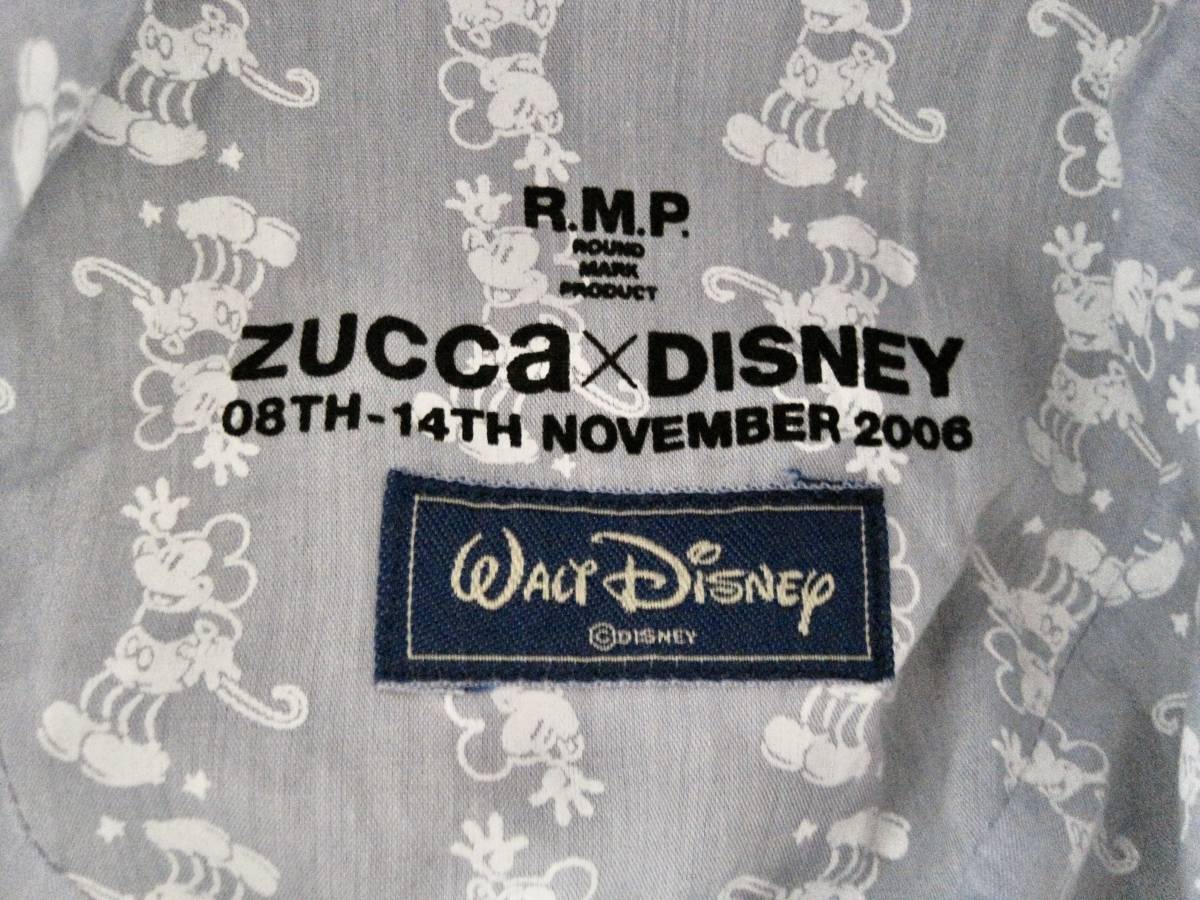 R.M.P.
ROUND
MARK
PRODUCT
ZUCCa×DISNEY
08TH-14TH NOVEMBER 2006
WALT DISNEY
©DISNEY